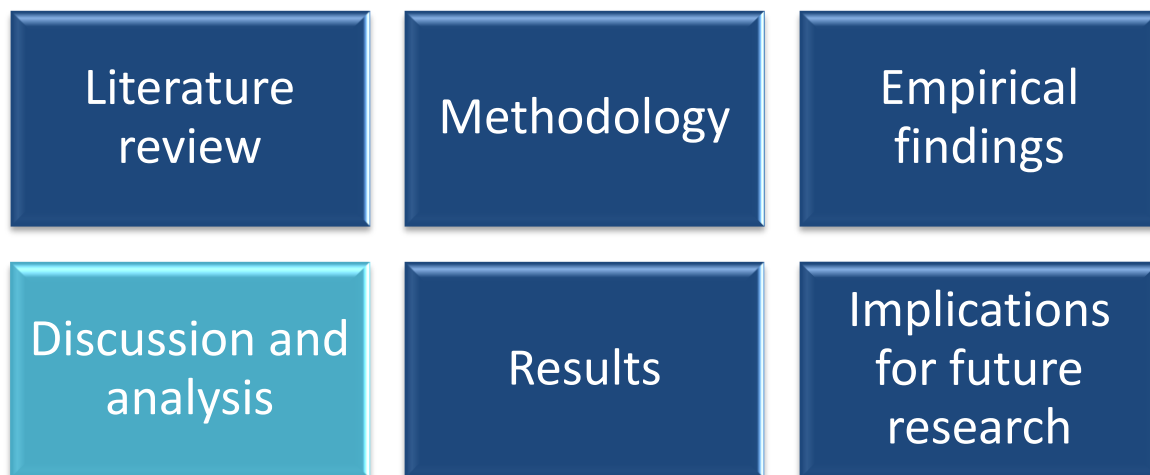 Literature
review
Methodology
Empirical
findings
Discussion and
analysis
Results
Implications
for future
research